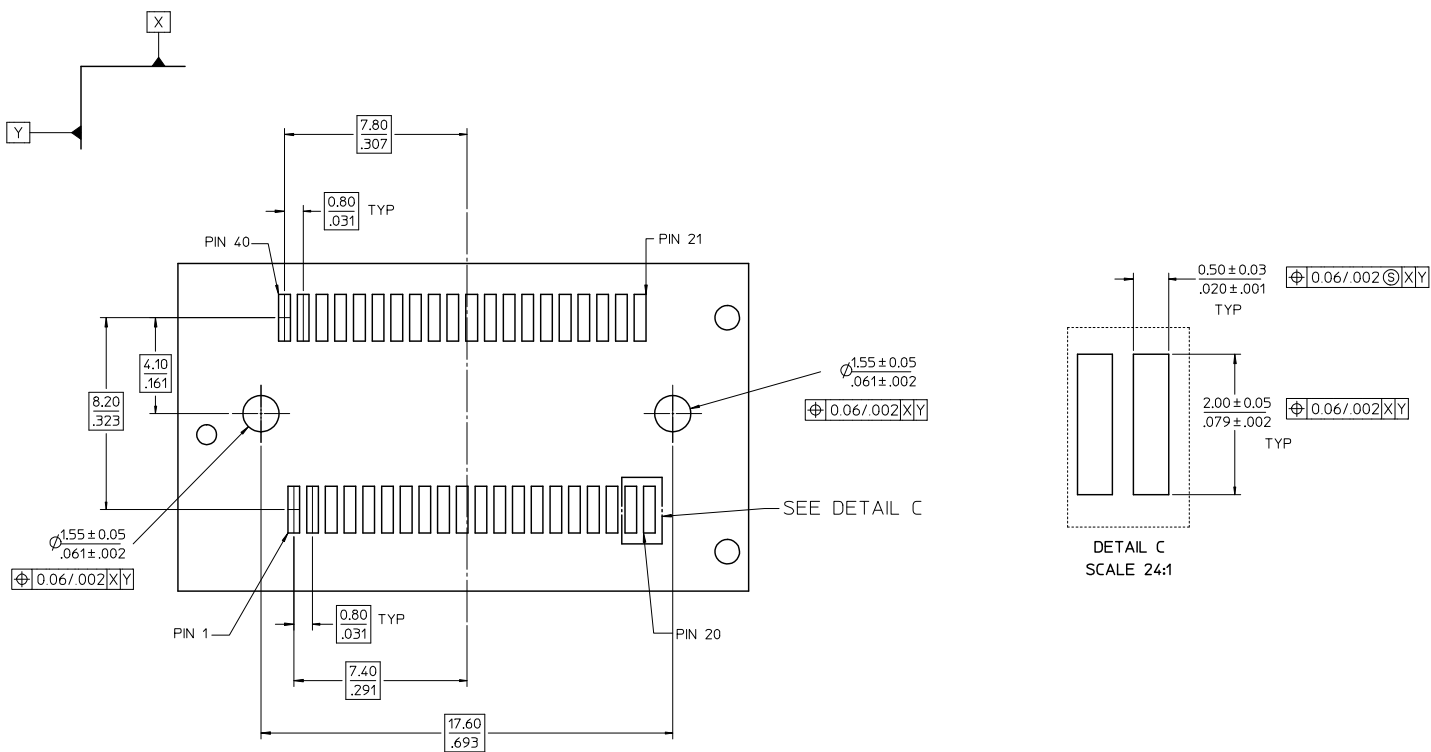 X
Y
7.80
.307
0.80
.031
TYP
PIN 40
PIN 21
4.10
.161
8.20
.323
⌀1.55±0.05
.061±.002
⌖ 0.06/.002 X Y
SEE DETAIL C
⌀1.55±0.05
.061±.002
⌖ 0.06/.002 X Y
PIN 1
0.80
.031
TYP
PIN 20
7.40
.291
17.60
.693
0.50±0.03
.020±.001
TYP
⌖ 0.06/.002 Ⓢ X Y
2.00±0.05
.079±.002
TYP
⌖ 0.06/.002 X Y
DETAIL C
SCALE 24:1